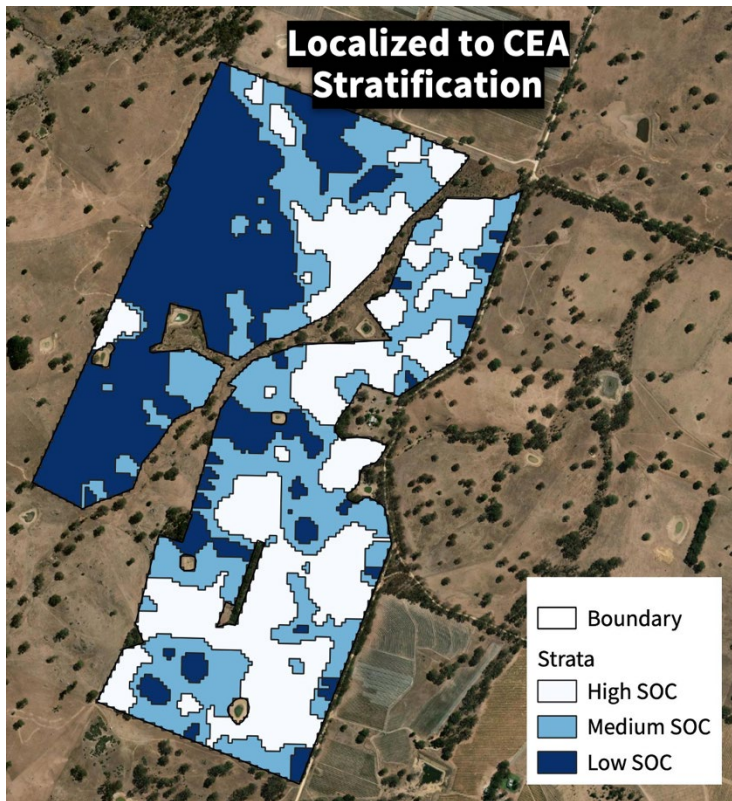 Localized to CEA
Stratification
Boundary
Strata
High SOC
Medium SOC
Low SOC